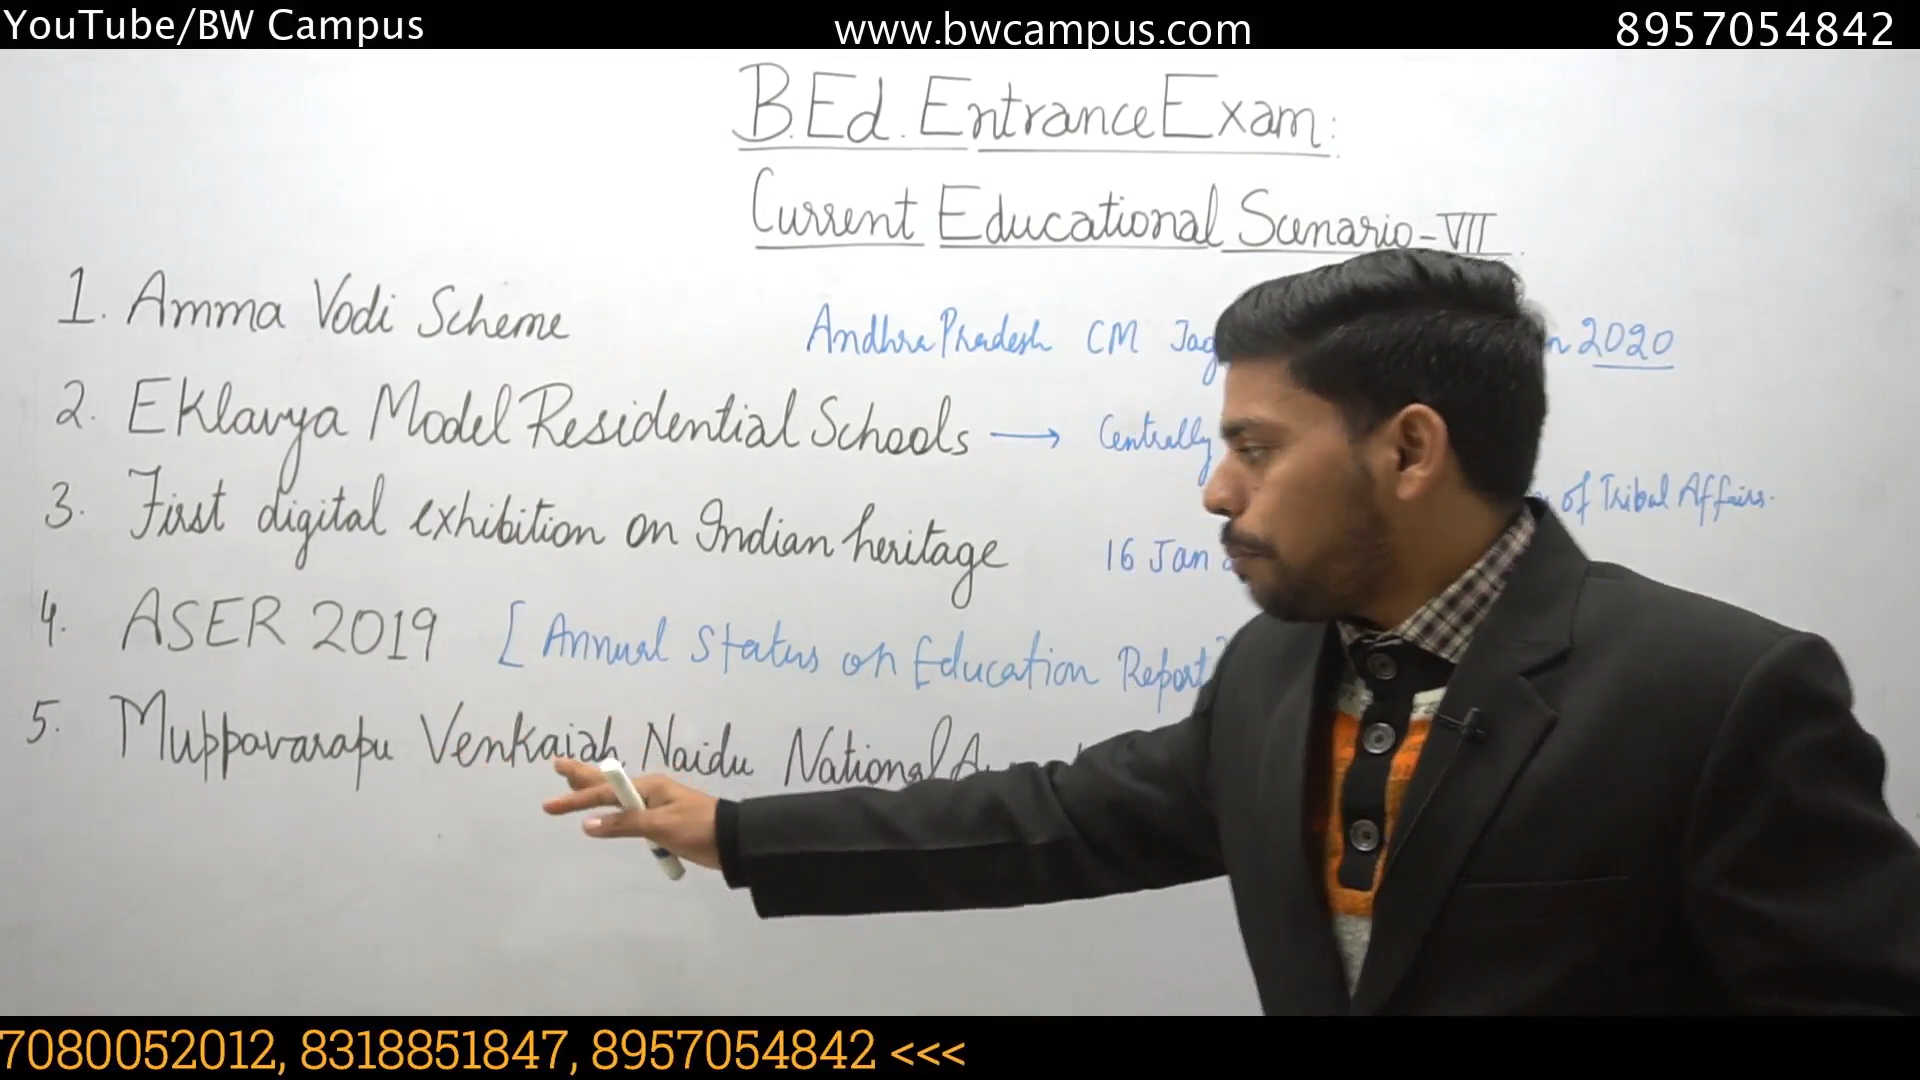 YouTube/BW Campus
www.bwcampus.com
8957054842
B.Ed. Entrance Exam:
Current Educational Scenario-VII
1. Amma Vodi Scheme Andhra Pradesh CM 2020
2. Eklavya Model Residential Schools → Centrally
of Tribal Affairs.
3. First digital exhibition on Indian heritage 16 Jan
4. ASER 2019 [Annual Status on Education Report]
5. Muppavarapu Venkaiah Naidu National
7080052012, 8318851847, 8957054842 <<<